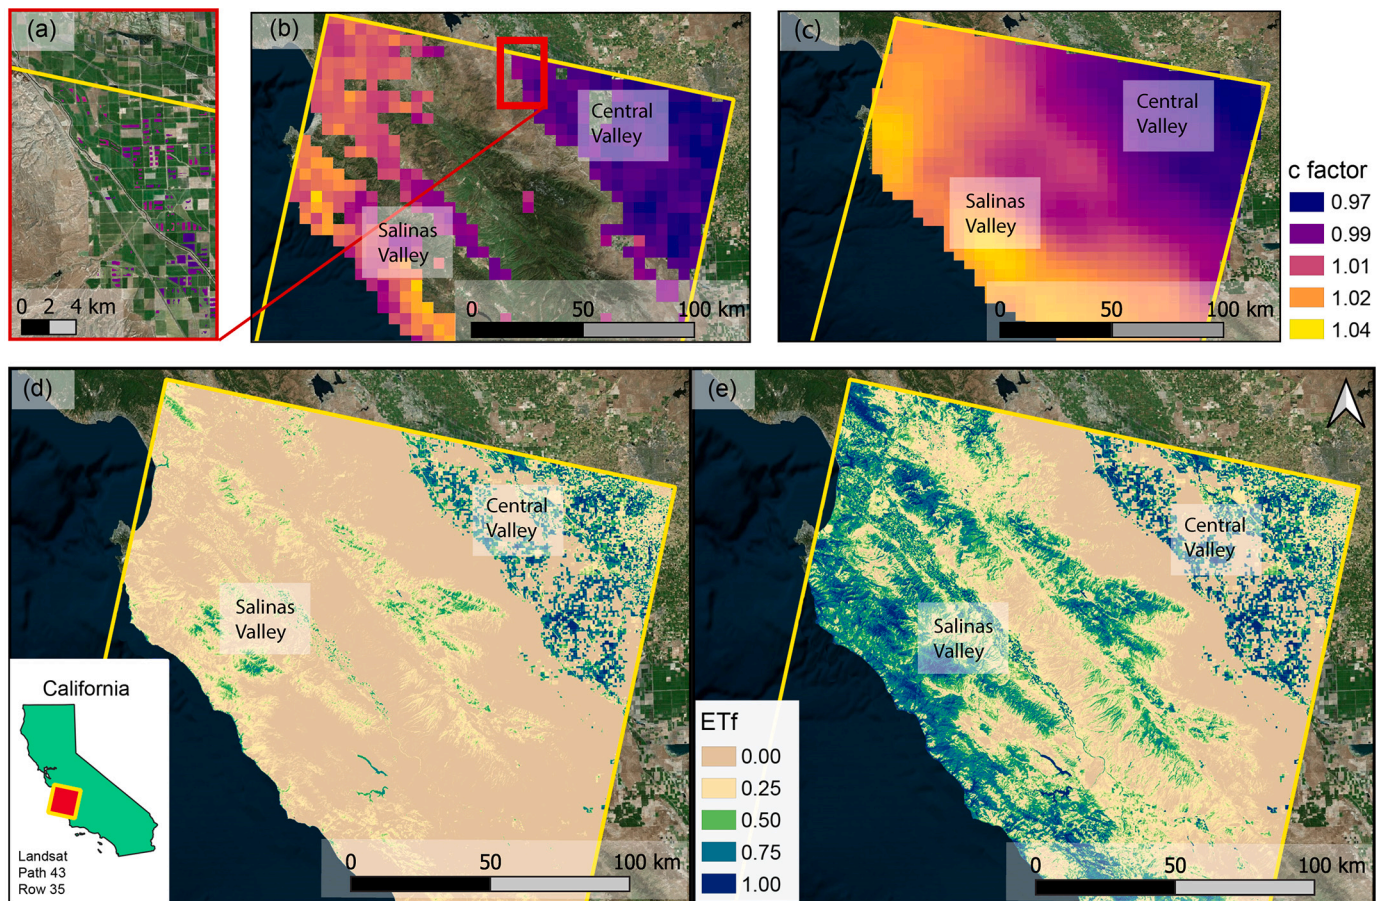 (a)
0 2 4 km
(b)
Central
Valley
Salinas
Valley
0 50 100 km
(c)
Central
Valley
Salinas
Valley
0 50 100 km
c factor
0.97
0.99
1.01
1.02
1.04
(d)
Central
Valley
Salinas
Valley
California
Landsat
Path 43
Row 35
0 50 100 km
(e)
Central
Valley
Salinas
Valley
ETf
0.00
0.25
0.50
0.75
1.00
0 50 100 km